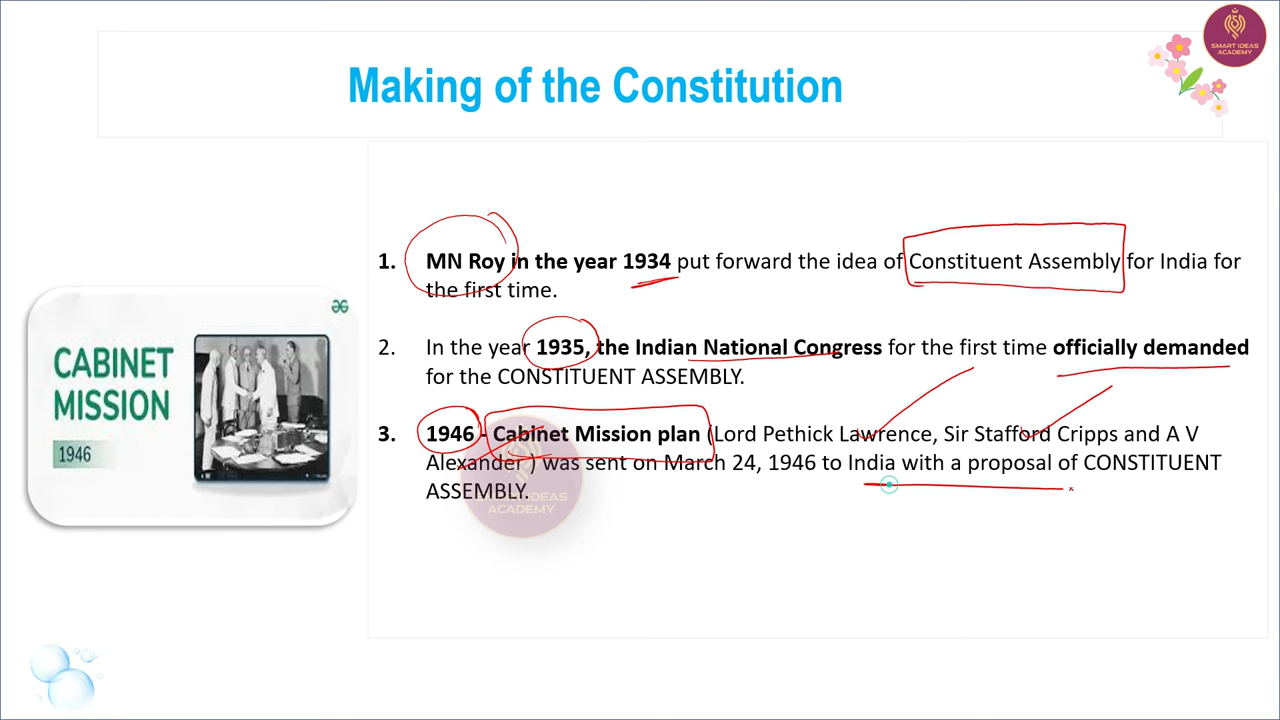 SMART IDEAS
ACADEMY
Making of the Constitution
1. MN Roy in the year 1934 put forward the idea of Constituent Assembly for India for
the first time.
2. In the year 1935, the Indian National Congress for the first time officially demanded
for the CONSTITUENT ASSEMBLY.
3. 1946 - Cabinet Mission plan (Lord Pethick Lawrence, Sir Stafford Cripps and A V
Alexander ) was sent on March 24, 1946 to India with a proposal of CONSTITUENT
ASSEMBLY.
CABINET
MISSION
1946
SMART IDEAS
ACADEMY